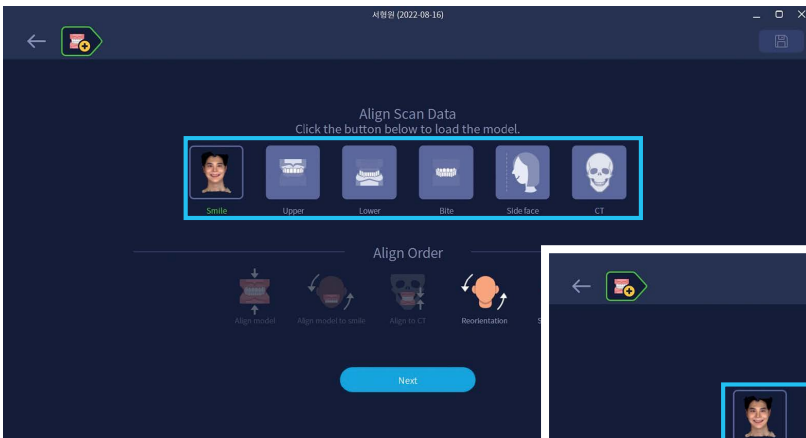 서형원 (2022-08-16)
Align Scan Data
Click the button below to load the model.
Smile Upper Lower Bite Side face CT
Align Order
Align model Align model to smile Align to CT Reorientation
Next